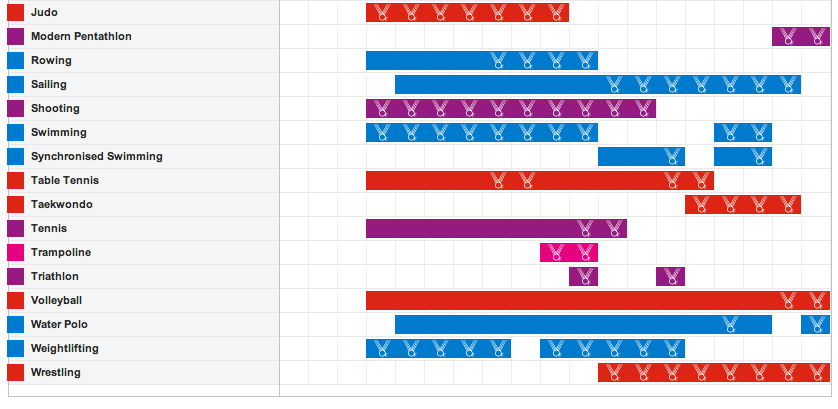 Judo
Modern Pentathlon
Rowing
Sailing
Shooting
Swimming
Synchronised Swimming
Table Tennis
Taekwondo
Tennis
Trampoline
Triathlon
Volleyball
Water Polo
Weightlifting
Wrestling